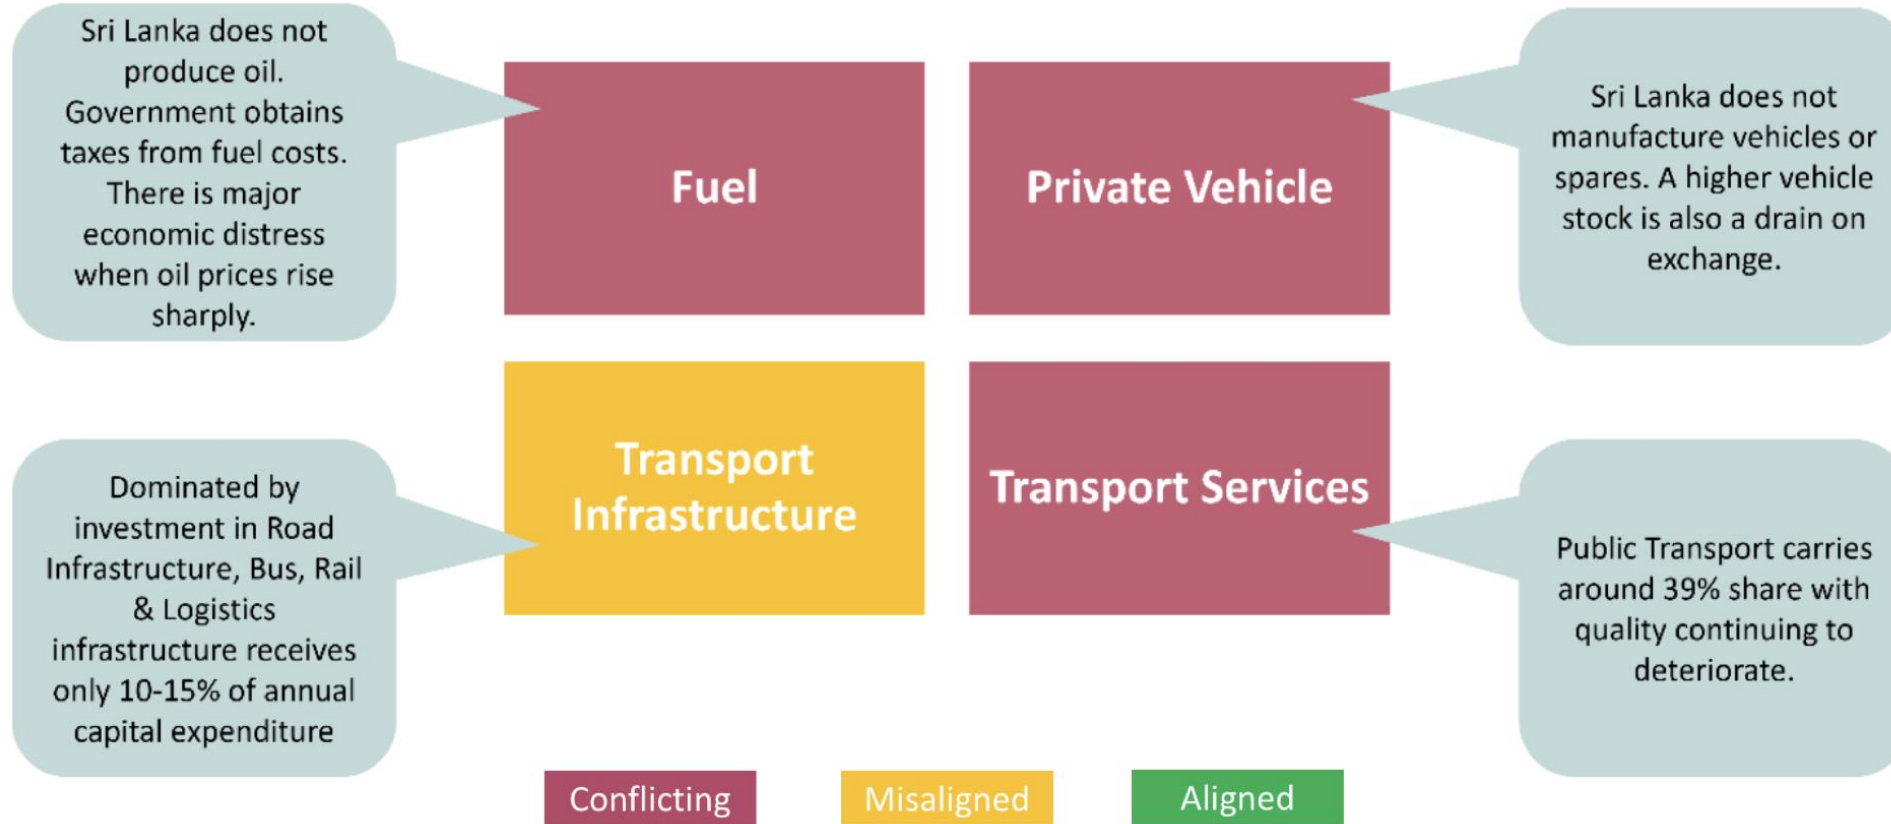 Sri Lanka does not
produce oil.
Government obtains
taxes from fuel costs.
There is major
economic distress
when oil prices rise
sharply.
Fuel
Private Vehicle
Sri Lanka does not
manufacture vehicles or
spares. A higher vehicle
stock is also a drain on
exchange.
Dominated by
investment in Road
Infrastructure, Bus, Rail
& Logistics
infrastructure receives
only 10-15% of annual
capital expenditure
Transport
Infrastructure
Transport Services
Public Transport carries
around 39% share with
quality continuing to
deteriorate.
Conflicting
Misaligned
Aligned